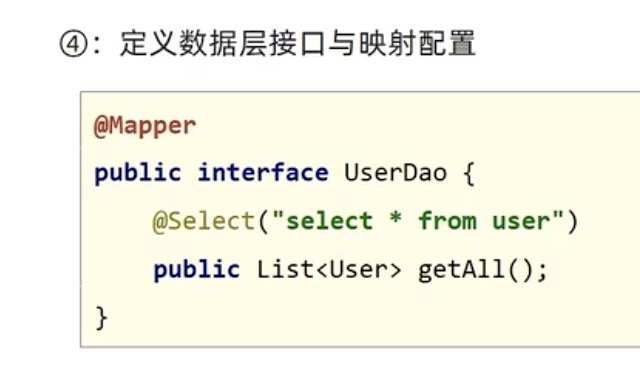 ④：定义数据层接口与映射配置
@Mapper
public interface UserDao {
    @Select("select * from user")
    public List<User> getAll();
}